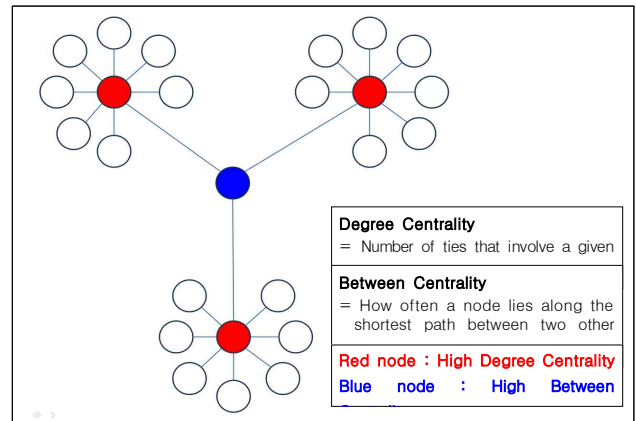 Degree Centrality
= Number of ties that involve a given
Between Centrality
= How often a node lies along the
shortest path between two other
Red node : High Degree Centrality
Blue node : High Between